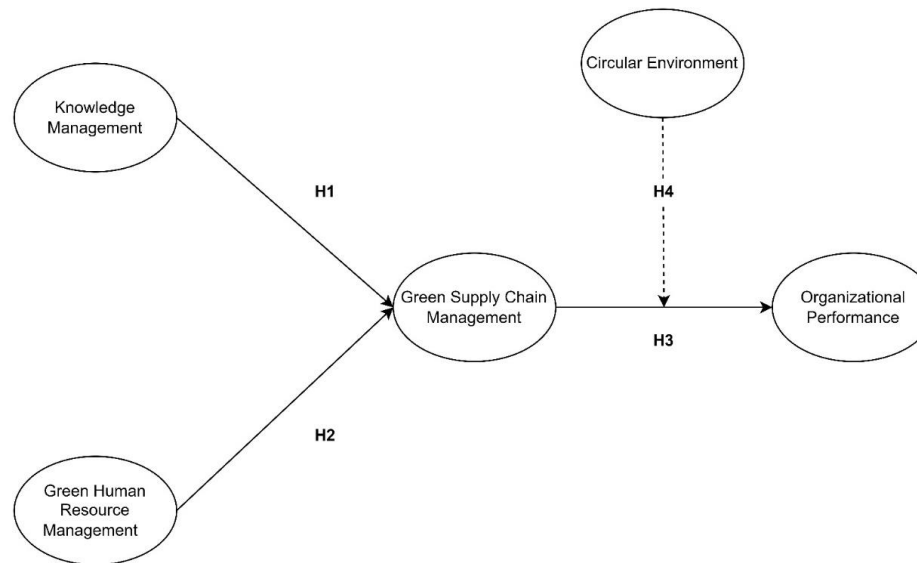 Circular Environment
Knowledge
Management
H1
H4
Green Supply Chain
Management
Organizational
Performance
H3
H2
Green Human
Resource
Management